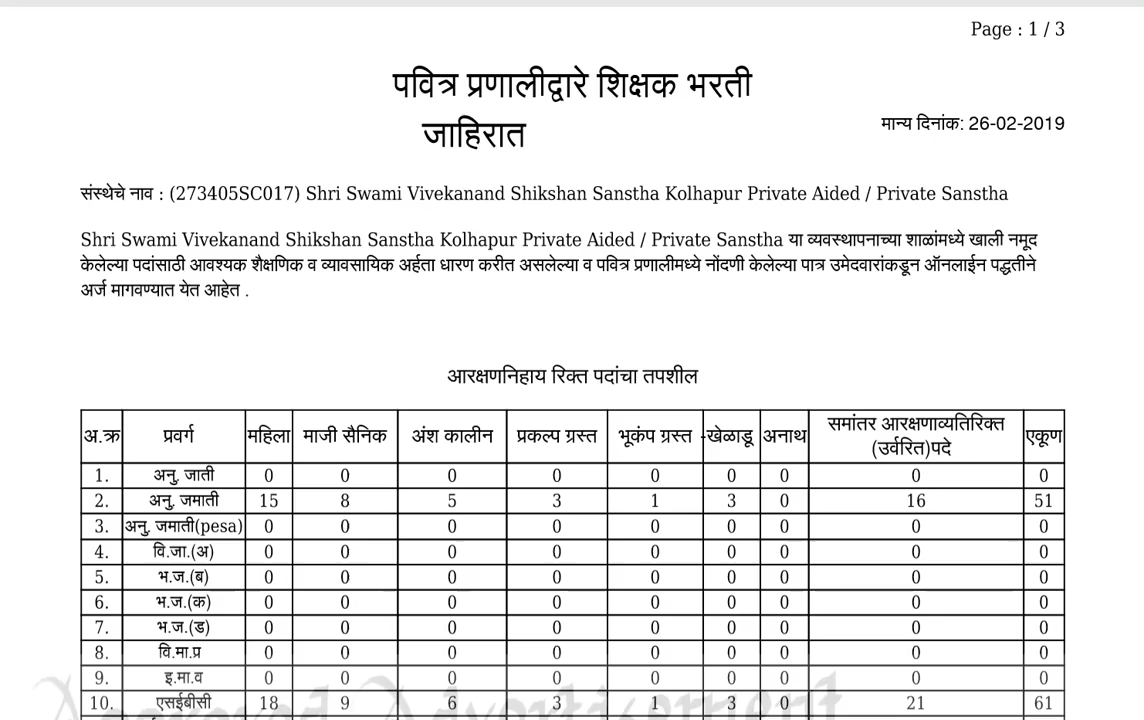 Page : 1 / 3
पवित्र प्रणालीद्वारे शिक्षक भरती
जाहिरात
मान्य दिनांक: 26-02-2019
संस्थेचे नाव : (273405SC017) Shri Swami Vivekanand Shikshan Sanstha Kolhapur Private Aided / Private Sanstha
Shri Swami Vivekanand Shikshan Sanstha Kolhapur Private Aided / Private Sanstha या व्यवस्थापनाच्या शाळांमध्ये खाली नमूद
केलेल्या पदांसाठी आवश्यक शैक्षणिक व व्यावसायिक अर्हता धारण करीत असलेल्या व पवित्र प्रणालीमध्ये नोंदणी केलेल्या पात्र उमेदवारांकडून ऑनलाईन पद्धतीने
अर्ज मागवण्यात येत आहेत .
आरक्षणनिहाय रिक्त पदांचा तपशील
अ.क्र प्रवर्ग महिला माजी सैनिक अंश कालीन प्रकल्प ग्रस्त भूकंप ग्रस्त खेळाडू अनाथ समांतर आरक्षणाव्यतिरिक्त (उर्वरित)पदे एकूण
1. अनु. जाती 0 0 0 0 0 0 0 0 0
2. अनु. जमाती 15 8 5 3 1 3 0 16 51
3. अनु. जमाती(pesa) 0 0 0 0 0 0 0 0 0
4. वि.जा.(अ) 0 0 0 0 0 0 0 0 0
5. भ.ज.(ब) 0 0 0 0 0 0 0 0 0
6. भ.ज.(क) 0 0 0 0 0 0 0 0 0
7. भ.ज.(ड) 0 0 0 0 0 0 0 0 0
8. वि.मा.प्र 0 0 0 0 0 0 0 0 0
9. इ.मा.व 0 0 0 0 0 0 0 0 0
10. एसईबीसी 18 9 6 3 1 3 0 21 61